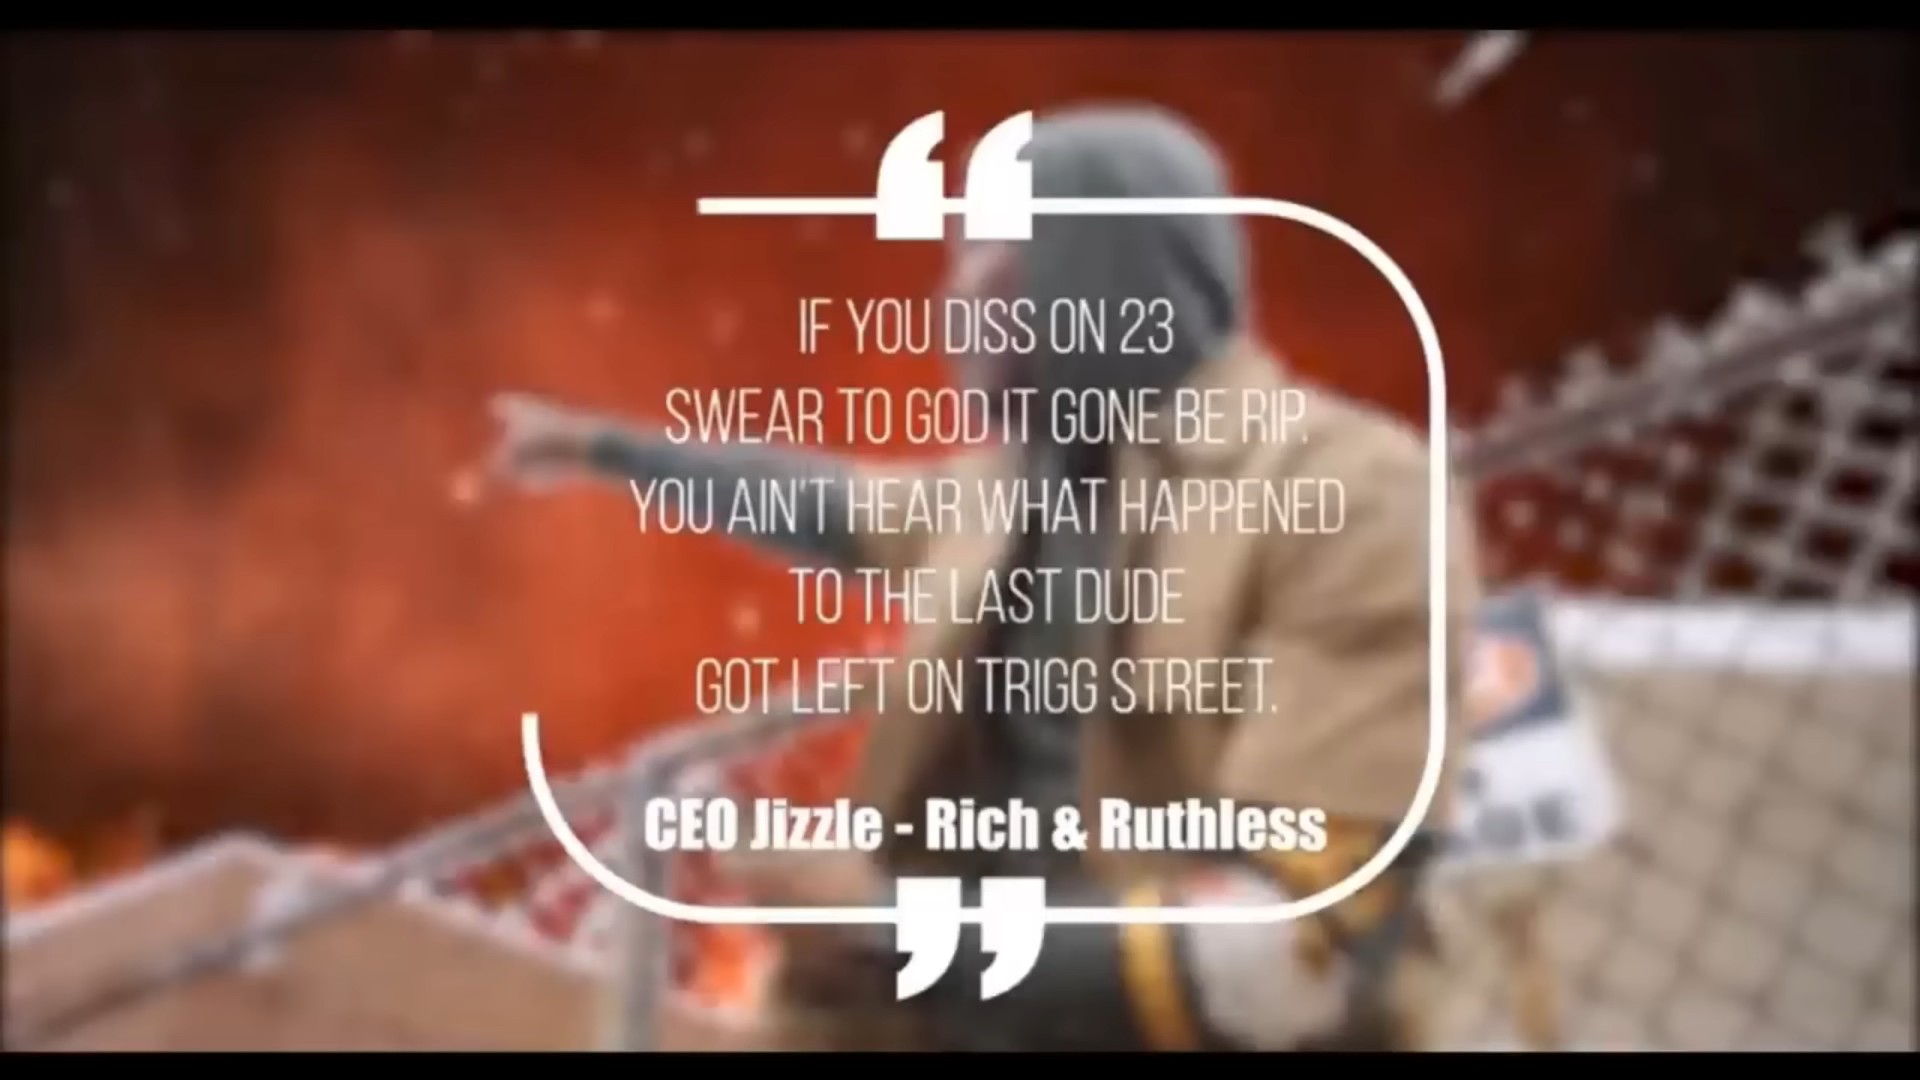 IF YOU DISS ON 23
SWEAR TO GOD IT GONE BE RIP.
YOU AIN'T HEAR WHAT HAPPENED
TO THE LAST DUDE
GOT LEFT ON TRIGG STREET.
CEO Jizzle - Rich & Ruthless